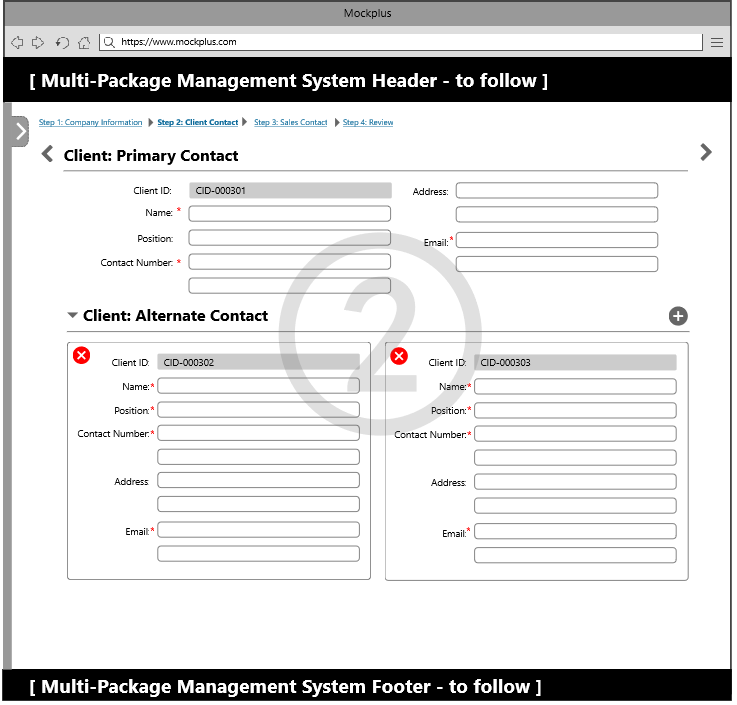 Mockplus
https://www.mockplus.com
[ Multi-Package Management System Header - to follow ]
Step 1: Company Information Step 2: Client Contact Step 3: Sales Contact Step 4: Review
Client: Primary Contact
Client ID: CID-000301 Address:
Name: *
Position: Email:*
Contact Number: *
2
Client: Alternate Contact
Client ID: CID-000302
Name:*
Position:*
Contact Number:*
Address:
Email:*
Client ID: CID-000303
Name:*
Position:*
Contact Number:*
Address:
Email:*
[ Multi-Package Management System Footer - to follow ]